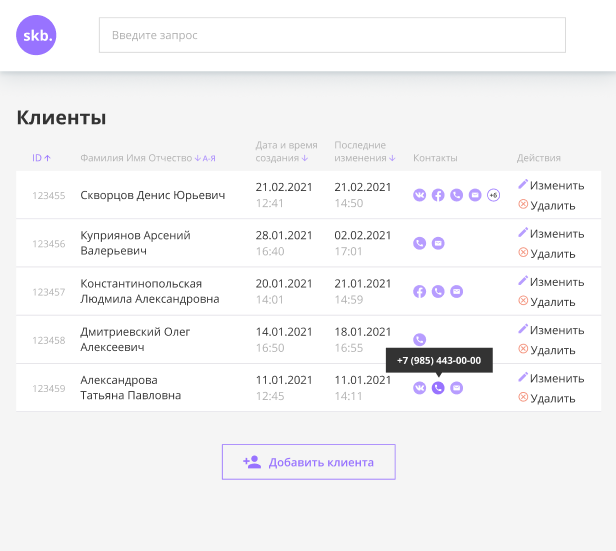 skb.
Введите запрос
Клиенты
ID Фамилия Имя Отчество А-Я Дата и время создания Последние изменения Контакты Действия
123455 Скворцов Денис Юрьевич 21.02.2021 12:41 21.02.2021 14:50 +6 Изменить Удалить
123456 Куприянов Арсений Валерьевич 28.01.2021 16:40 02.02.2021 17:01 Изменить Удалить
123457 Константинопольская Людмила Александровна 20.01.2021 14:01 21.01.2021 14:59 Изменить Удалить
123458 Дмитриевский Олег Алексеевич 14.01.2021 16:50 18.01.2021 16:55 Изменить Удалить
+7 (985) 443-00-00
123459 Александрова Татьяна Павловна 11.01.2021 12:45 11.01.2021 14:11 Изменить Удалить
Добавить клиента